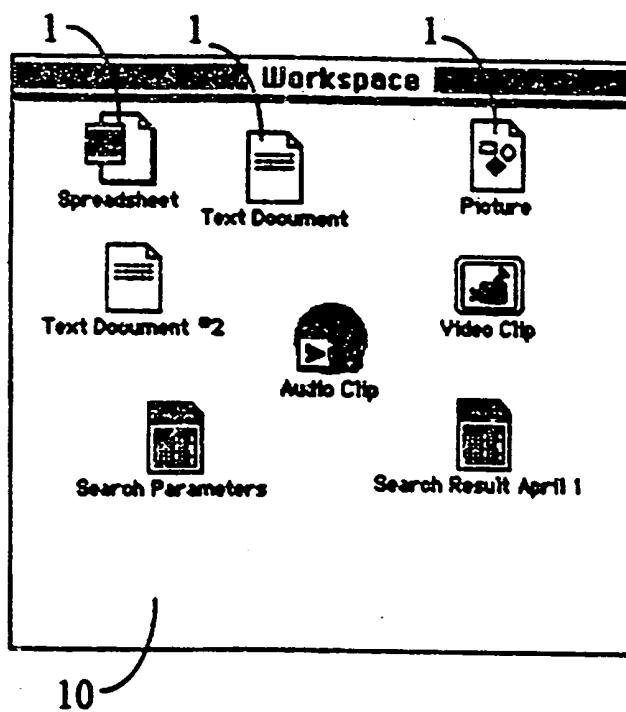 1 1 1
Workspace
Spreadsheet
Text Document
Picture
Text Document #2
Video Clip
Audio Clip
Search Parameters
Search Result April 1
10